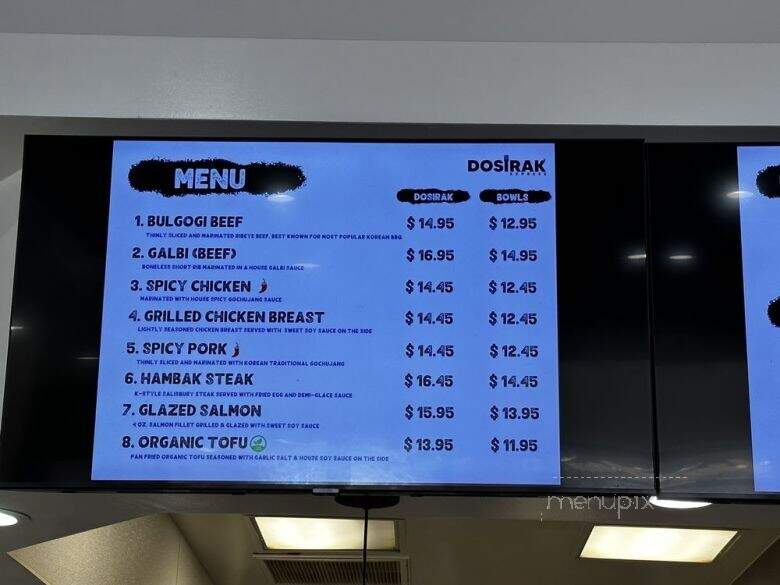 MENU
DOSIRAK
EXPRESS
DOSIRAK BOWLS
1. BULGOGI BEEF $ 14.95 $ 12.95
THINLY SLICED AND MARINATED RIBEYE BEEF. BEST KNOWN FOR MOST POPULAR KOREAN BBQ
2. GALBI (BEEF) $ 16.95 $ 14.95
BONELESS SHORT RIB MARINATED IN A HOUSE GALBI SAUCE
3. SPICY CHICKEN $ 14.45 $ 12.45
MARINATED WITH HOUSE SPICY GOCHUJANG SAUCE
4. GRILLED CHICKEN BREAST $ 14.45 $ 12.45
LIGHTLY SEASONED CHICKEN BREAST SERVED WITH SWEET SOY SAUCE ON THE SIDE
5. SPICY PORK $ 14.45 $ 12.45
THINLY SLICED AND MARINATED WITH KOREAN TRADITIONAL GOCHUJANG
6. HAMBAK STEAK $ 16.45 $ 14.45
K-STYLE SALISBURY STEAK SERVED WITH FRIED EGG AND DEMI-GLACE SAUCE
7. GLAZED SALMON $ 15.95 $ 13.95
4 OZ. SALMON FILLET GRILLED & GLAZED WITH SWEET SOY SAUCE
8. ORGANIC TOFU $ 13.95 $ 11.95
PAN FRIED ORGANIC TOFU SEASONED WITH GARLIC SALT & HOUSE SOY SAUCE ON THE SIDE
menupix